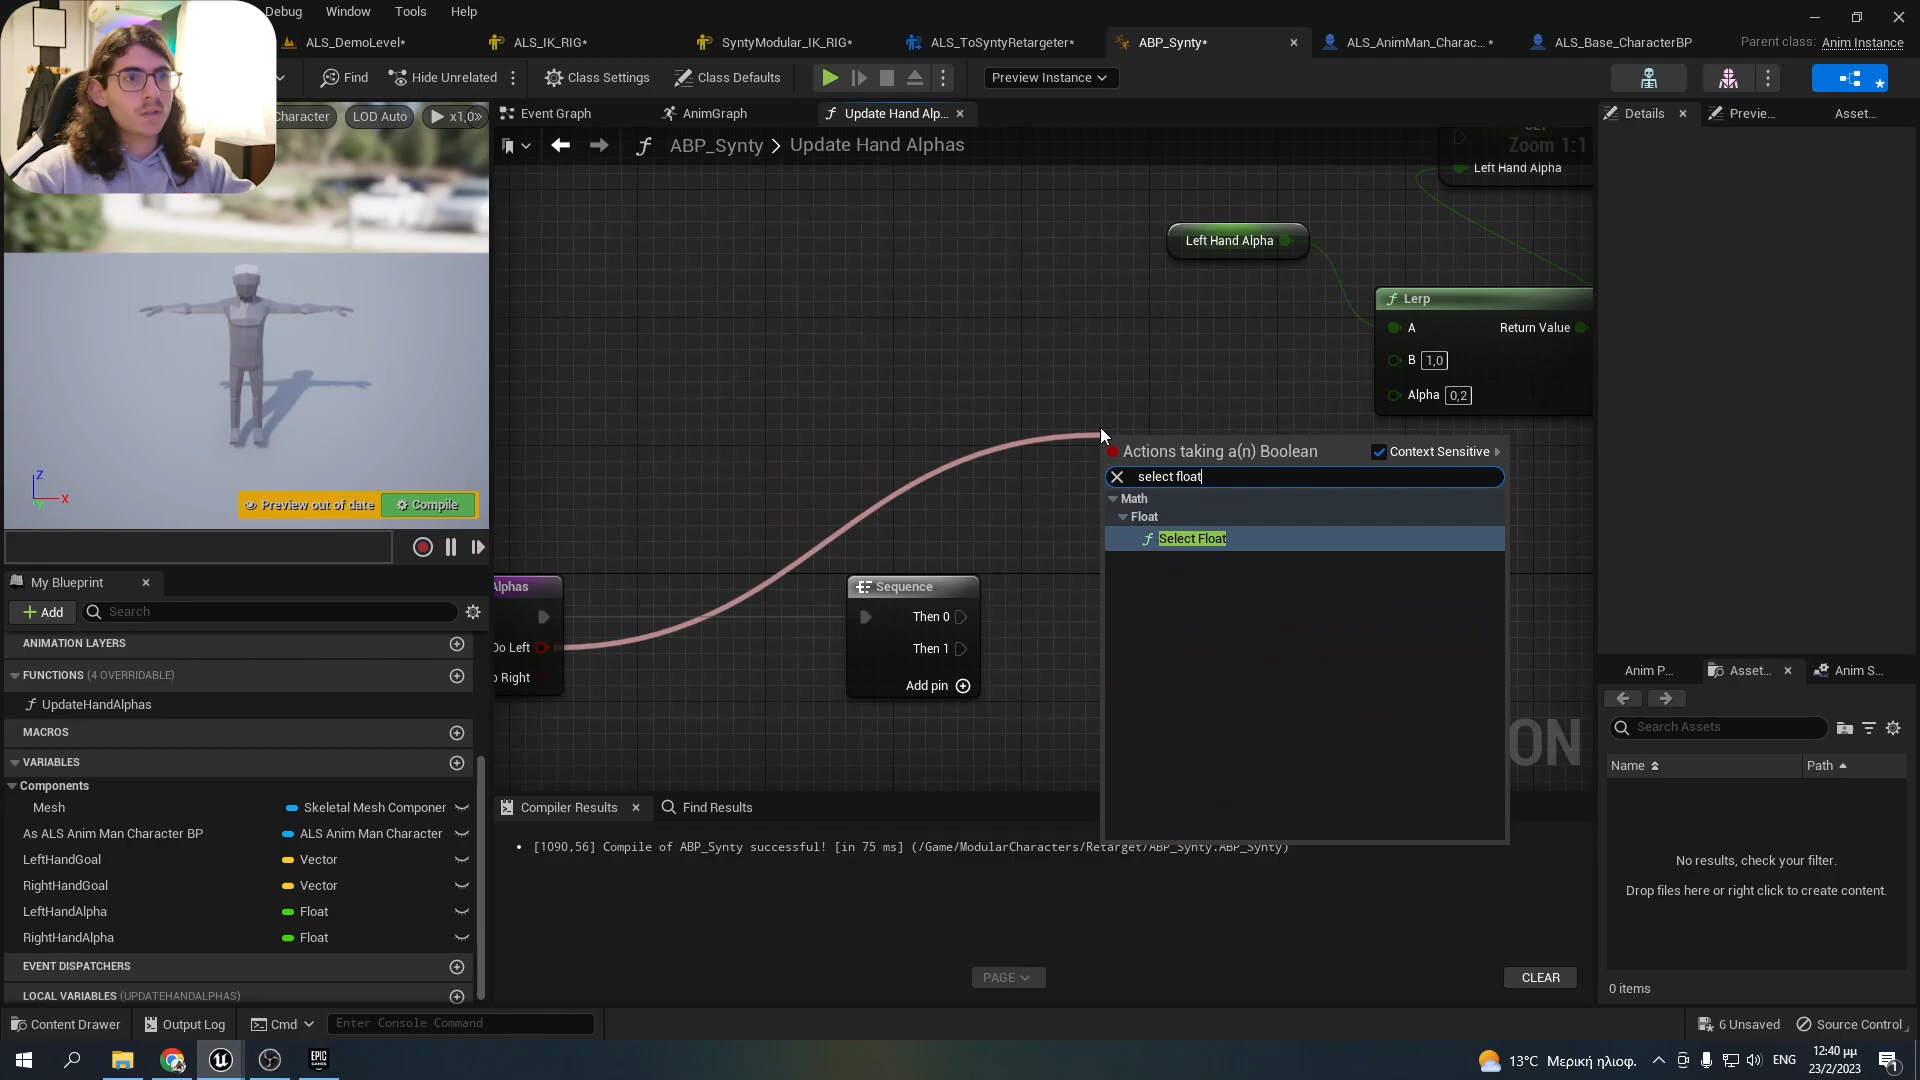 Debug Window Tools Help
ALS_DemoLevel* ALS_IK_RIG* SyntyModular_IK_RIG* ALS_ToSyntyRetargeter* ABP_Synty* ALS_AnimMan_Charac...* ALS_Base_CharacterBP Parent class: Anim Instance
Find Hide Unrelated Class Settings Class Defaults Preview Instance
Character LOD Auto x1,0
Event Graph AnimGraph Update Hand Alp... Details Previe... Asset...
ABP_Synty > Update Hand Alphas
Zoom 1:1
Left Hand Alpha
Left Hand Alpha
Lerp
A Return Value
B 1,0
Alpha 0,2
Actions taking a(n) Boolean Context Sensitive
select float
Math
Float
Select Float
Z
X
Preview out of date Compile
Alphas
Do Left
o Right
Sequence
Then 0
Then 1
Add pin
ON
My Blueprint
Add Search
ANIMATION LAYERS
FUNCTIONS (4 OVERRIDABLE)
UpdateHandAlphas
MACROS
VARIABLES
Components
Mesh Skeletal Mesh Componer
As ALS Anim Man Character BP ALS Anim Man Character
LeftHandGoal Vector
RightHandGoal Vector
LeftHandAlpha Float
RightHandAlpha Float
EVENT DISPATCHERS
LOCAL VARIABLES (UPDATEHANDALPHAS)
Compiler Results Find Results
• [1090,56] Compile of ABP_Synty successful! [in 75 ms] (/Game/ModularCharacters/Retarget/ABP_Synty.ABP_Synty)
PAGE CLEAR
Anim P... Asset... Anim S...
Search Assets
Name Path
No results, check your filter.
Drop files here or right click to create content.
0 items
Content Drawer Output Log Cmd Enter Console Command 6 Unsaved Source Control
EPIC GAMES
13°C Μερική ηλιοφ. ENG 12:40 μμ
23/2/2023
1